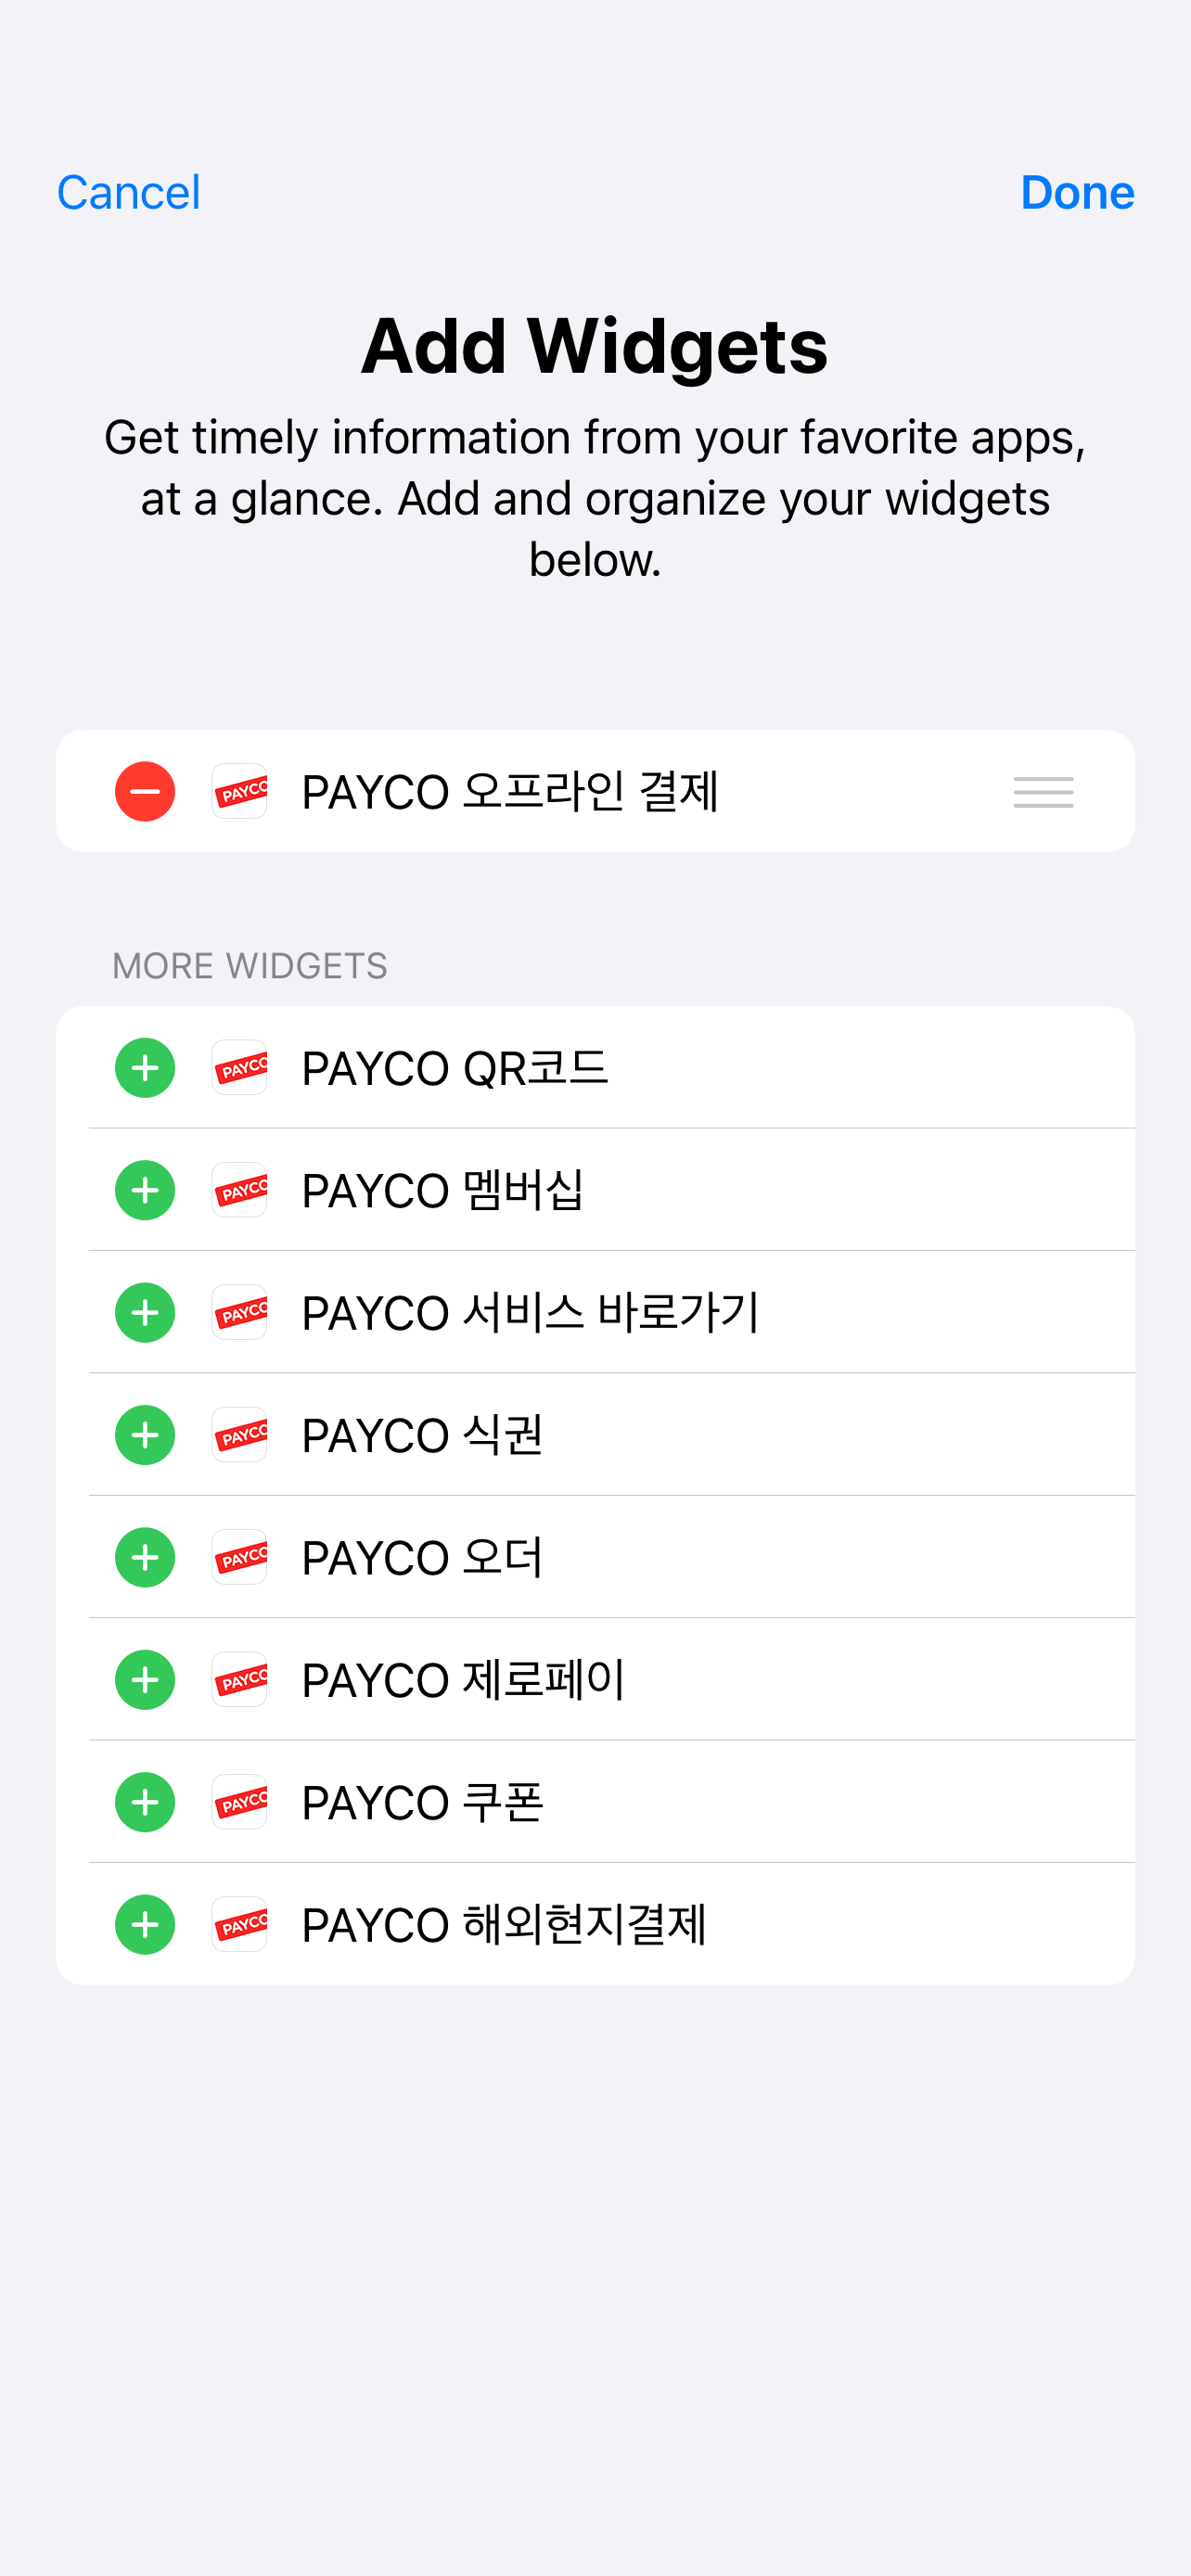 Cancel
Done
Add Widgets
Get timely information from your favorite apps,
at a glance. Add and organize your widgets
below.
PAYCO PAYCO 오프라인 결제
MORE WIDGETS
PAYCO PAYCO QR코드
PAYCO PAYCO 멤버십
PAYCO PAYCO 서비스 바로가기
PAYCO PAYCO 식권
PAYCO PAYCO 오더
PAYCO PAYCO 제로페이
PAYCO PAYCO 쿠폰
PAYCO PAYCO 해외현지결제